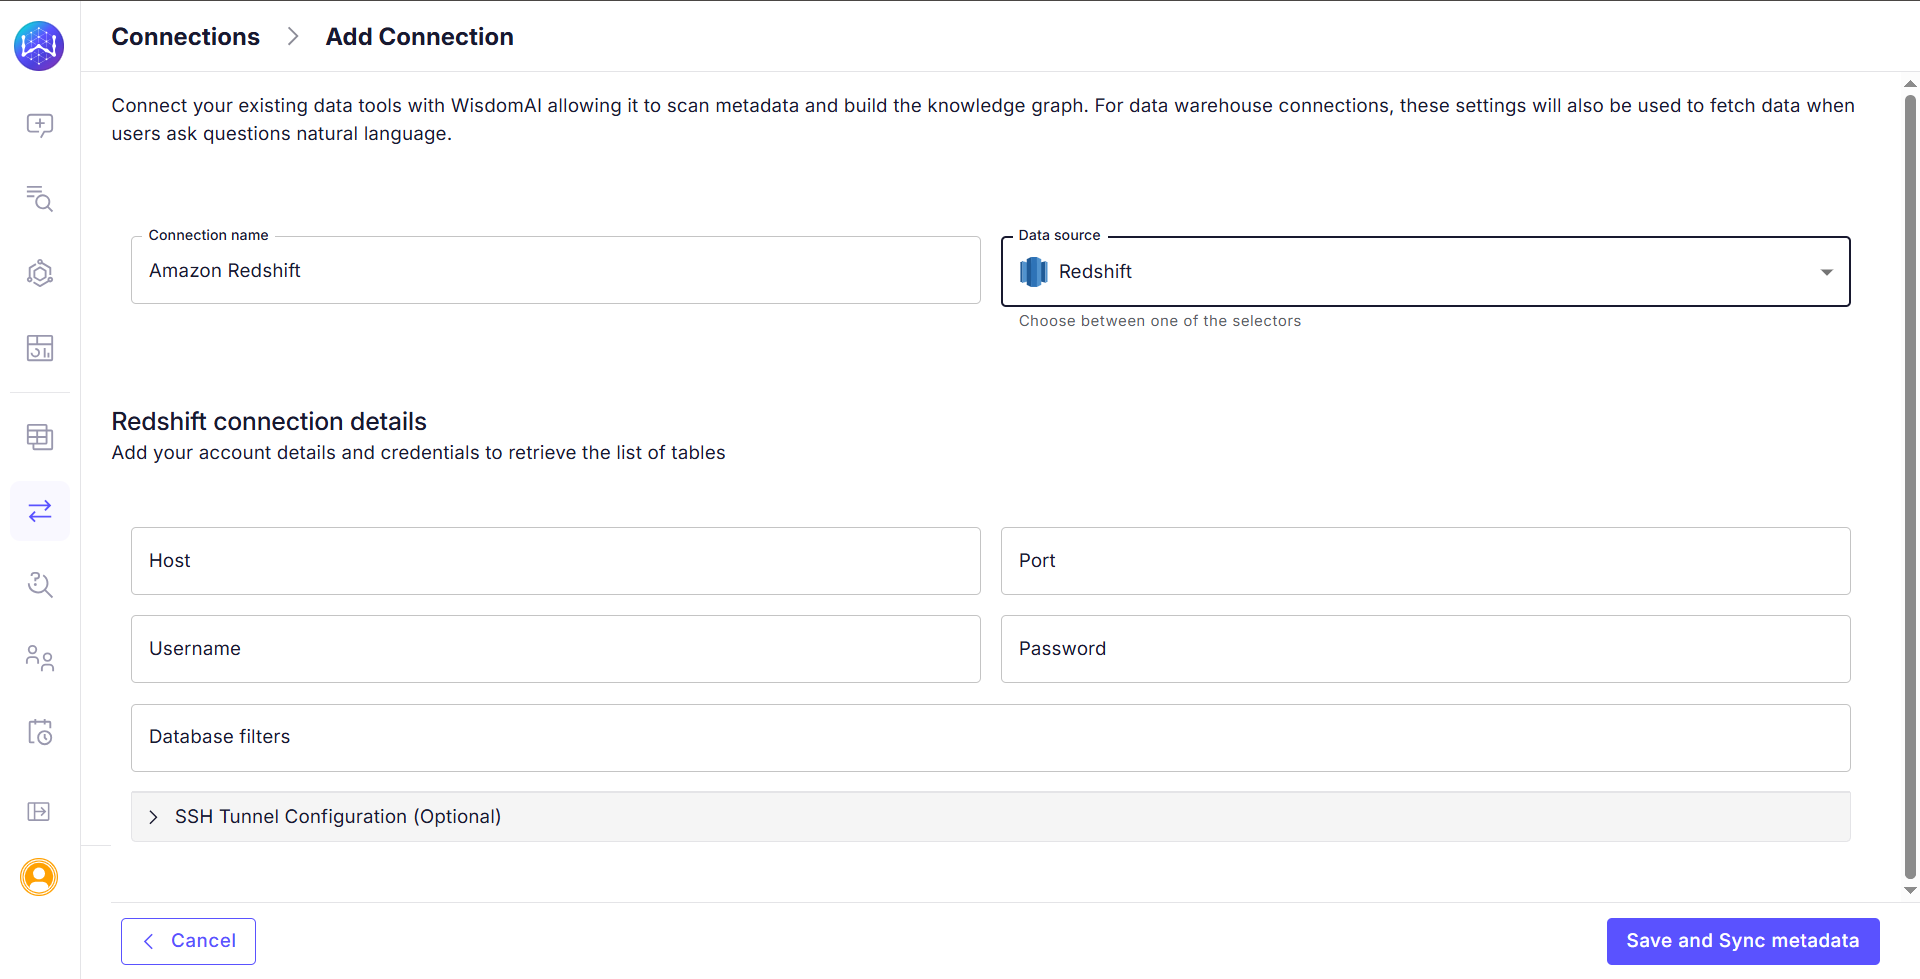 Connections > Add Connection
Connect your existing data tools with WisdomAI allowing it to scan metadata and build the knowledge graph. For data warehouse connections, these settings will also be used to fetch data when
users ask questions natural language.
Connection name
Amazon Redshift
Data source
Redshift
Choose between one of the selectors
Redshift connection details
Add your account details and credentials to retrieve the list of tables
Host
Port
Username
Password
Database filters
SSH Tunnel Configuration (Optional)
Cancel
Save and Sync metadata